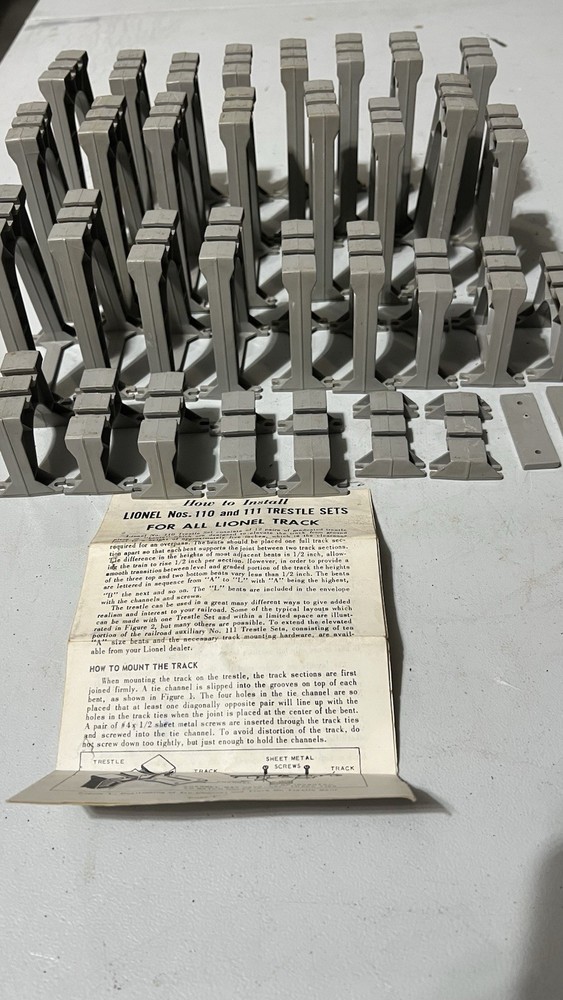 How to Install
LIONEL Nos. 110 and 111 TRESTLE SETS
FOR ALL LIONEL TRACK
required for an eclipse. The bents should be placed one full track sec-
tion apart so that each bent supports the joint between two track sections.
The difference in the heights of most adjacent beats is 1/2 inch, allow-
ing the train to rise 1/2 inch per section. However, in order to provide a
smooth transition between level and graded portion of the track the heights
of the three top and two bottom bents vary less than 1/2 inch. The bents
are lettered in sequence from "A" to "L" with "A" being the highest,
"B" the next and so on. The "L" bents are included in the envelope
with the channels and screws.
The trestle can be used in a great many different ways to give added
realism and interest to your railroad. Some of the typical layouts which
can be made with one Trestle Set and within a limited space are illust-
rated in Figure 2, but many others are possible. To extend the elevated
portion of the railroad auxiliary No. 111 Trestle Sets, consisting of ten
"A" size bents and the necessary track mounting hardware, are avail-
able from your Lionel dealer.
HOW TO MOUNT THE TRACK
When mounting the track on the trestle, the track sections are first
joined firmly. A tie channel is slipped into the grooves on top of each
bent, as shown in Figure 1. The four holes in the tie channel are so
placed that at least one diagonally opposite pair will line up with the
holes in the track ties when the joint is placed at the center of the bent.
A pair of #4 x 1/2 sheet metal screws are inserted through the track ties
and screwed into the tie channel. To avoid distortion of the track, do
not screw down too tightly, but just enough to hold the channels.
TRESTLE
TRACK
SHEET METAL
SCREWS
TRACK